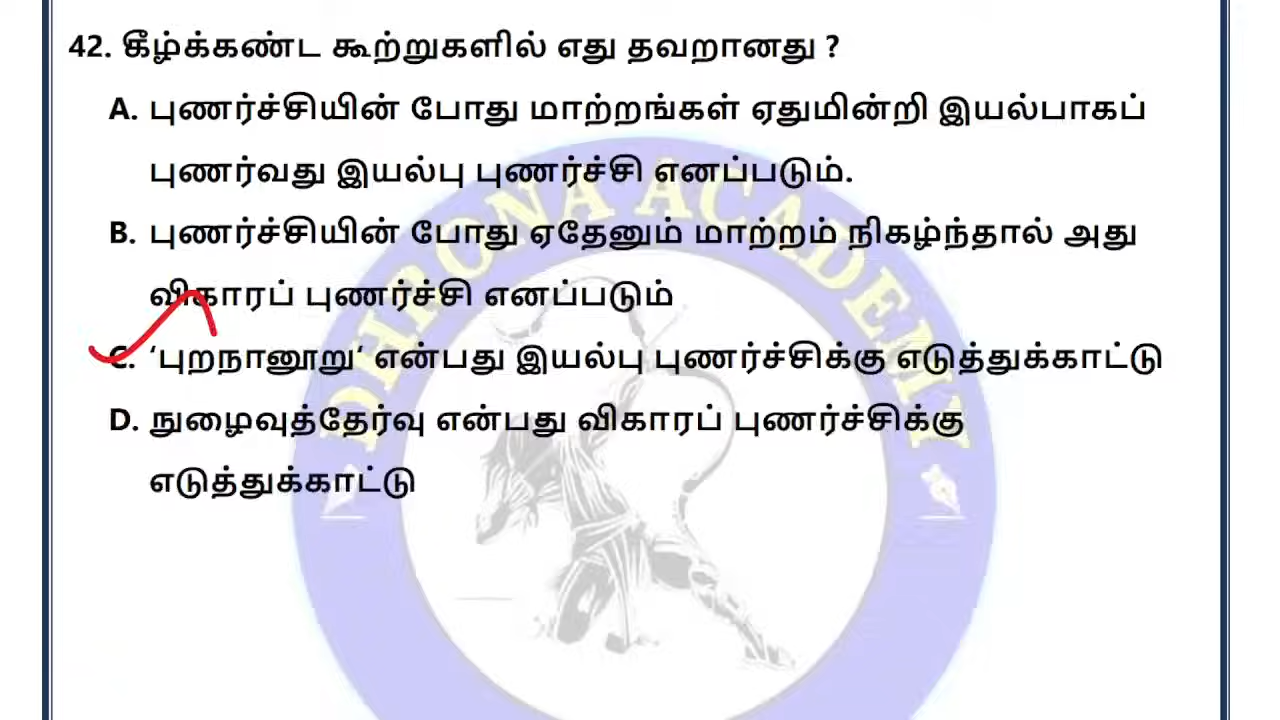 42. கீழ்க்கண்ட கூற்றுகளில் எது தவறானது ?
A. புணர்ச்சியின் போது மாற்றங்கள் ஏதுமின்றி இயல்பாகப்
புணர்வது இயல்பு புணர்ச்சி எனப்படும்.
B. புணர்ச்சியின் போது ஏதேனும் மாற்றம் நிகழ்ந்தால் அது
விகாரப் புணர்ச்சி எனப்படும்
C. ‘புறநானூறு‘ என்பது இயல்பு புணர்ச்சிக்கு எடுத்துக்காட்டு
D. நுழைவுத்தேர்வு என்பது விகாரப் புணர்ச்சிக்கு
எடுத்துக்காட்டு
DHRONA ACADEMY